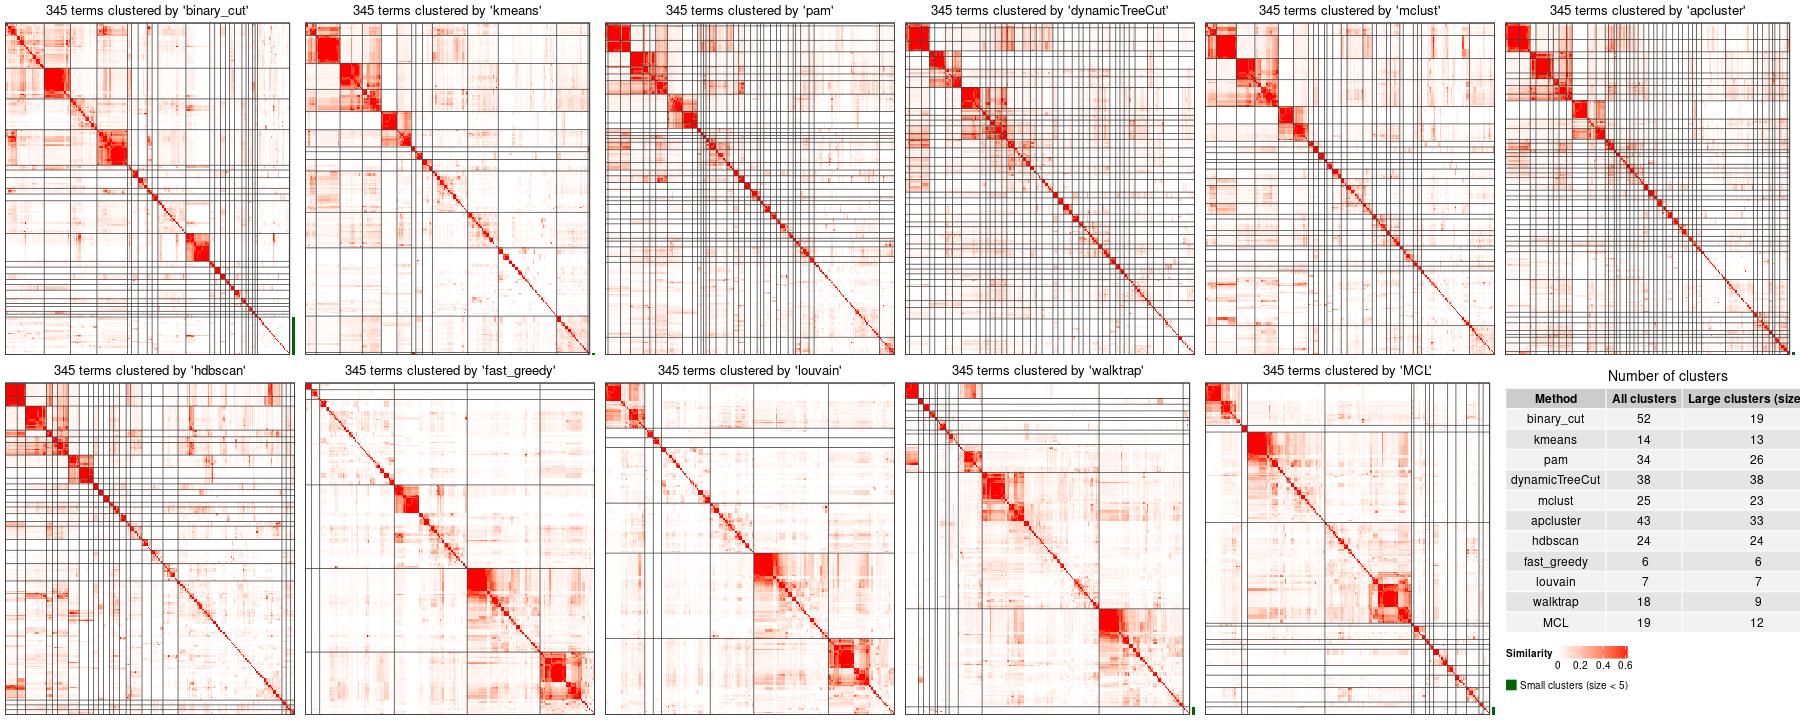 345 terms clustered by 'binary_cut'
345 terms clustered by 'kmeans'
345 terms clustered by 'pam'
345 terms clustered by 'dynamicTreeCut'
345 terms clustered by 'mclust'
345 terms clustered by 'apcluster'
345 terms clustered by 'hdbscan'
345 terms clustered by 'fast_greedy'
345 terms clustered by 'louvain'
345 terms clustered by 'walktrap'
345 terms clustered by 'MCL'
Number of clusters
Method All clusters Large clusters (size
binary_cut 52 19
kmeans 14 13
pam 34 26
dynamicTreeCut 38 38
mclust 25 23
apcluster 43 33
hdbscan 24 24
fast_greedy 6 6
louvain 7 7
walktrap 18 9
MCL 19 12
Similarity
0 0.2 0.4 0.6
Small clusters (size < 5)